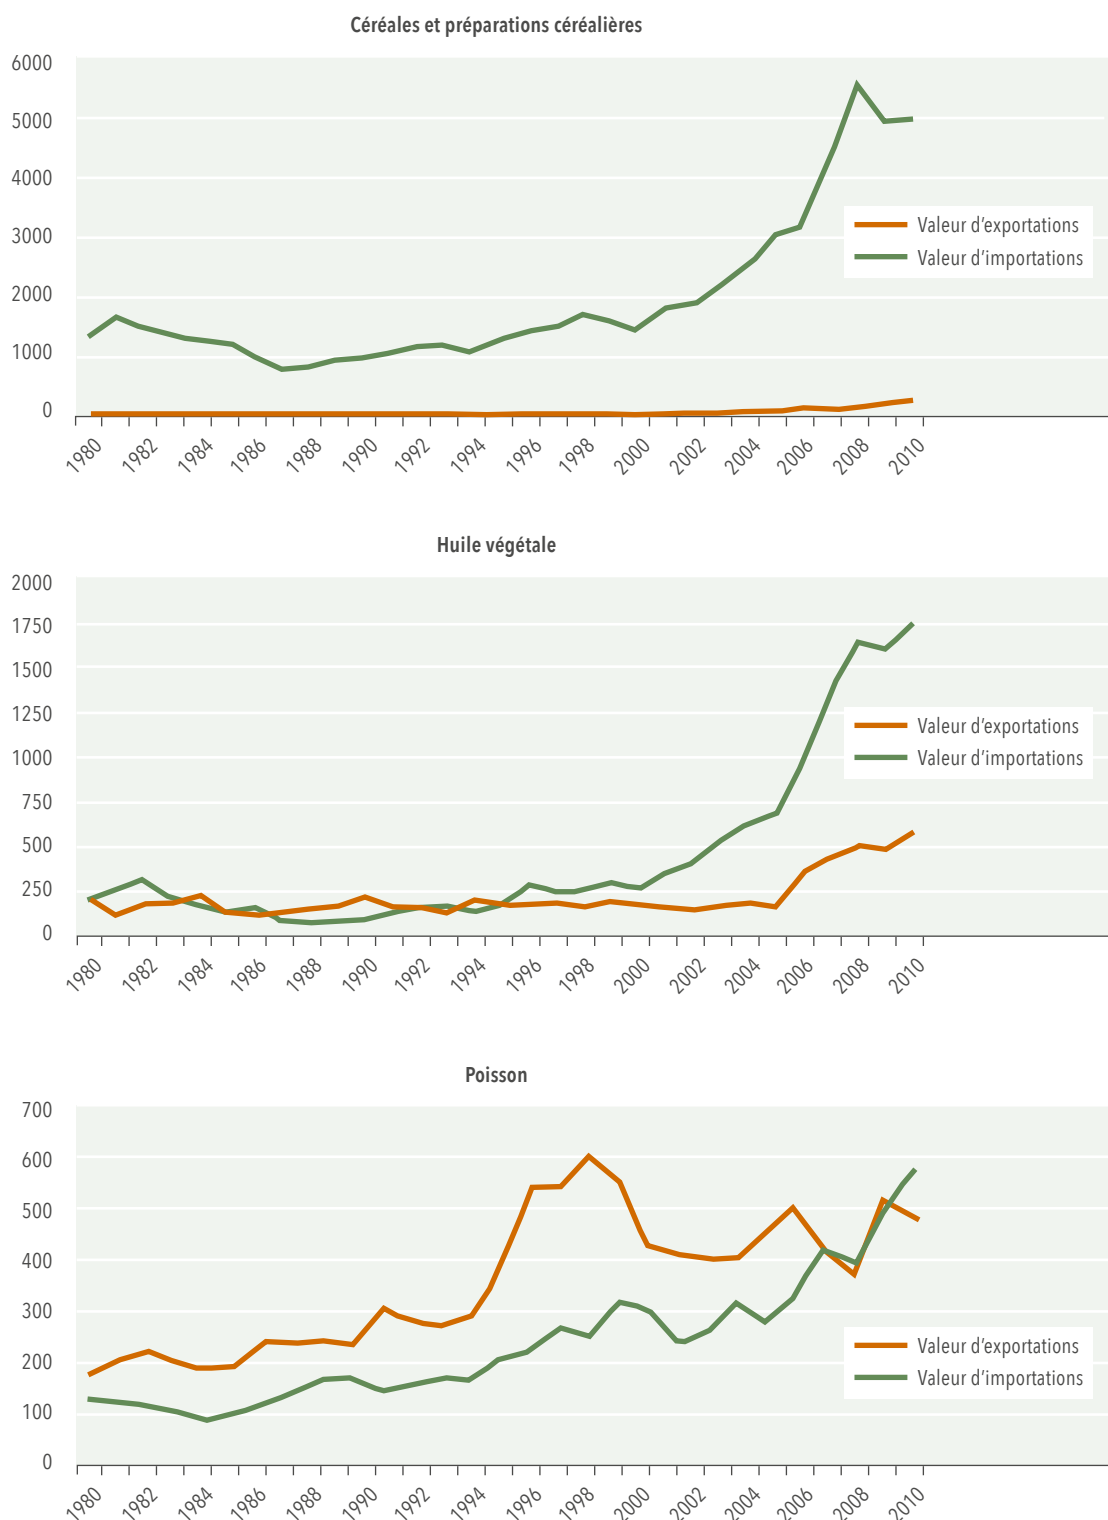 Céréales et préparations céréalières
6000
5000
4000
3000
2000
1000
0
Valeur d'exportations
Valeur d'importations
1980 1982 1984 1986 1988 1990 1992 1994 1996 1998 2000 2002 2004 2006 2008 2010
Huile végétale
2000
1750
1500
1250
1000
750
500
250
0
Valeur d'exportations
Valeur d'importations
1980 1982 1984 1986 1988 1990 1992 1994 1996 1998 2000 2002 2004 2006 2008 2010
Poisson
700
600
500
400
300
200
100
0
Valeur d'exportations
Valeur d'importations
1980 1982 1984 1986 1988 1990 1992 1994 1996 1998 2000 2002 2004 2006 2008 2010